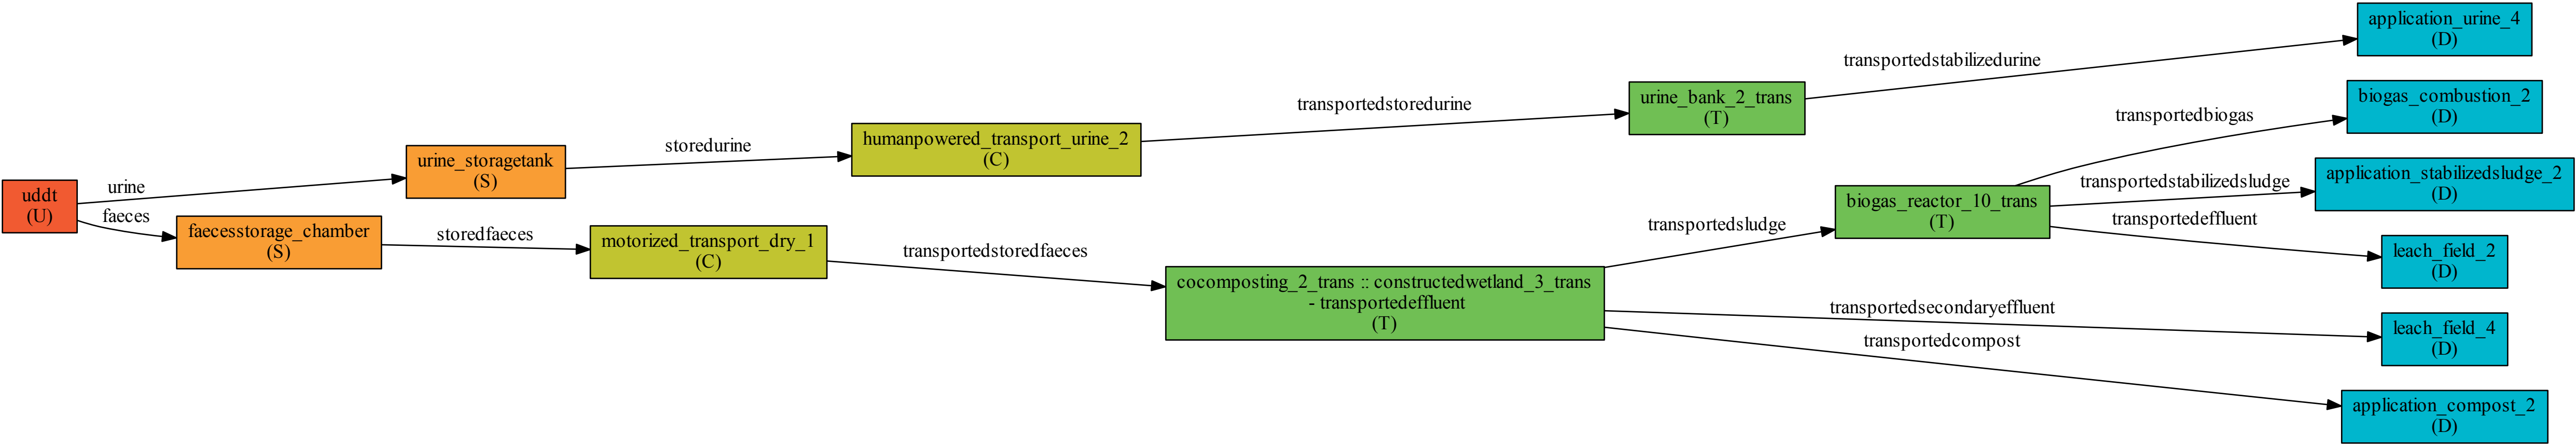 uddt
(U)
urine
faeces
urine_storagetank
(S)
faecesstorage_chamber
(S)
storedurine
storedfaeces
humanpowered_transport_urine_2
(C)
motorized_transport_dry_1
(C)
transportedstoredurine
transportedstoredfaeces
urine_bank_2_trans
(T)
cocomposting_2_trans :: constructedwetland_3_trans
- transportedeffluent
(T)
transportedstabilizedurine
transportedsludge
biogas_reactor_10_trans
(T)
transportedbiogas
transportedstabilizedsludge
transportedeffluent
transportedsecondaryeffluent
transportedcompost
application_urine_4
(D)
biogas_combustion_2
(D)
application_stabilizedsludge_2
(D)
leach_field_2
(D)
leach_field_4
(D)
application_compost_2
(D)